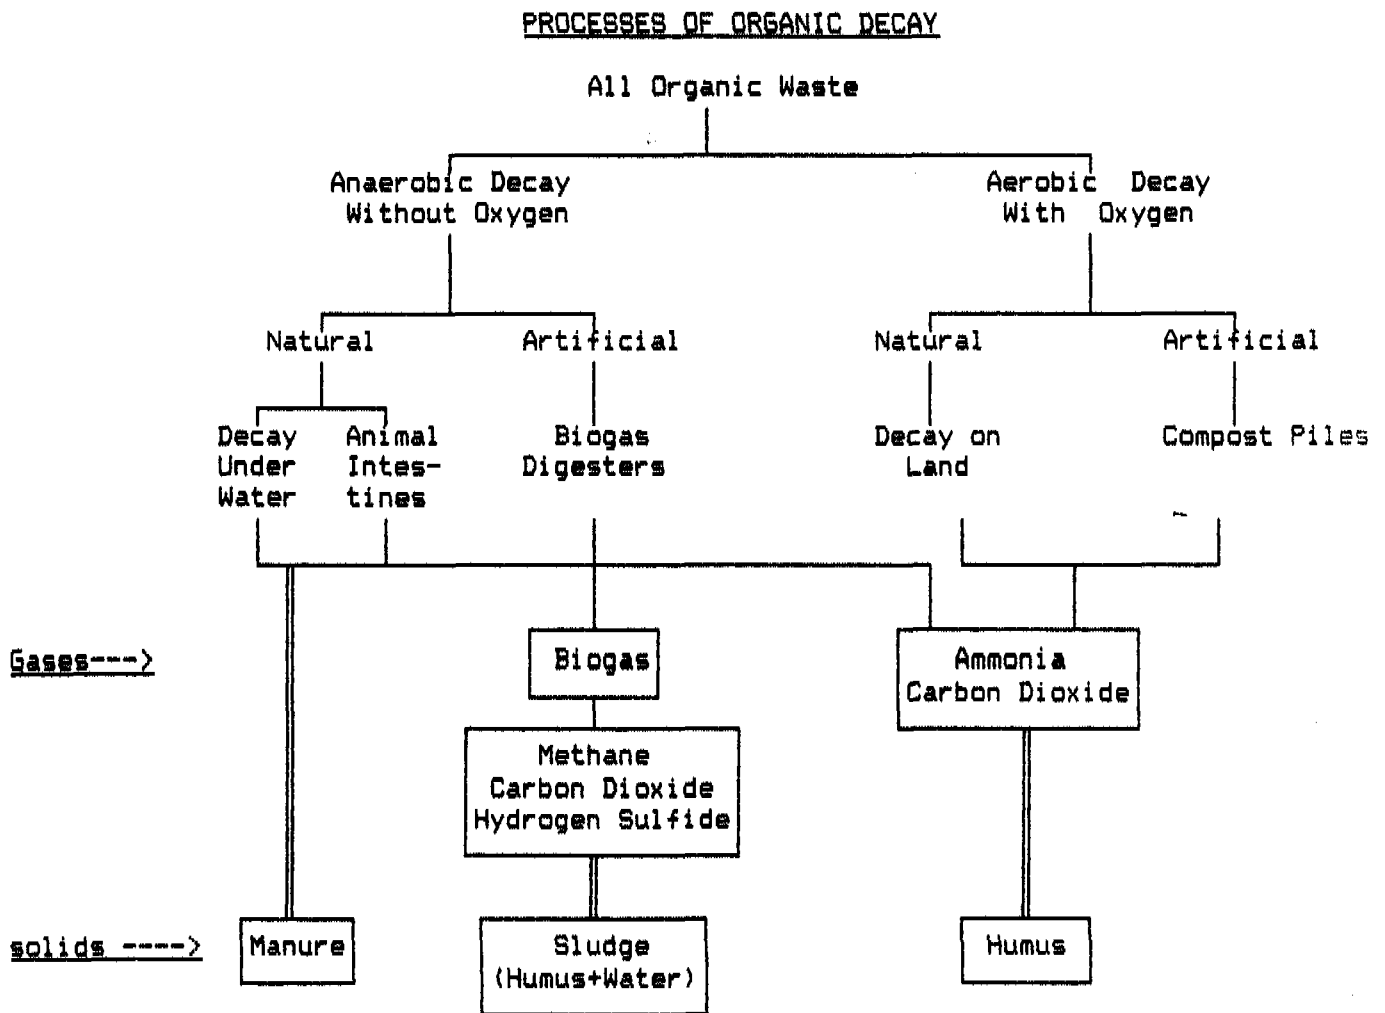 PROCESSES OF ORGANIC DECAY
All Organic Waste
Anaerobic Decay
Without Oxygen
Aerobic Decay
With Oxygen
Natural
Artificial
Natural
Artificial
Decay
Under
Water
Animal
Intes-
tines
Biogas
Digesters
Decay on
Land
Compost Piles
Gases--->
Biogas
Ammonia
Carbon Dioxide
Methane
Carbon Dioxide
Hydrogen Sulfide
solids ---->
Manure
Sludge
(Humus+Water)
Humus